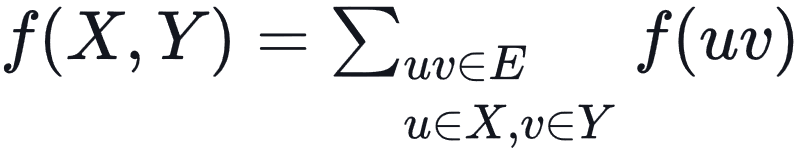 f(X, Y) = ∑_{uv∈E} f(uv)
u∈X,v∈Y